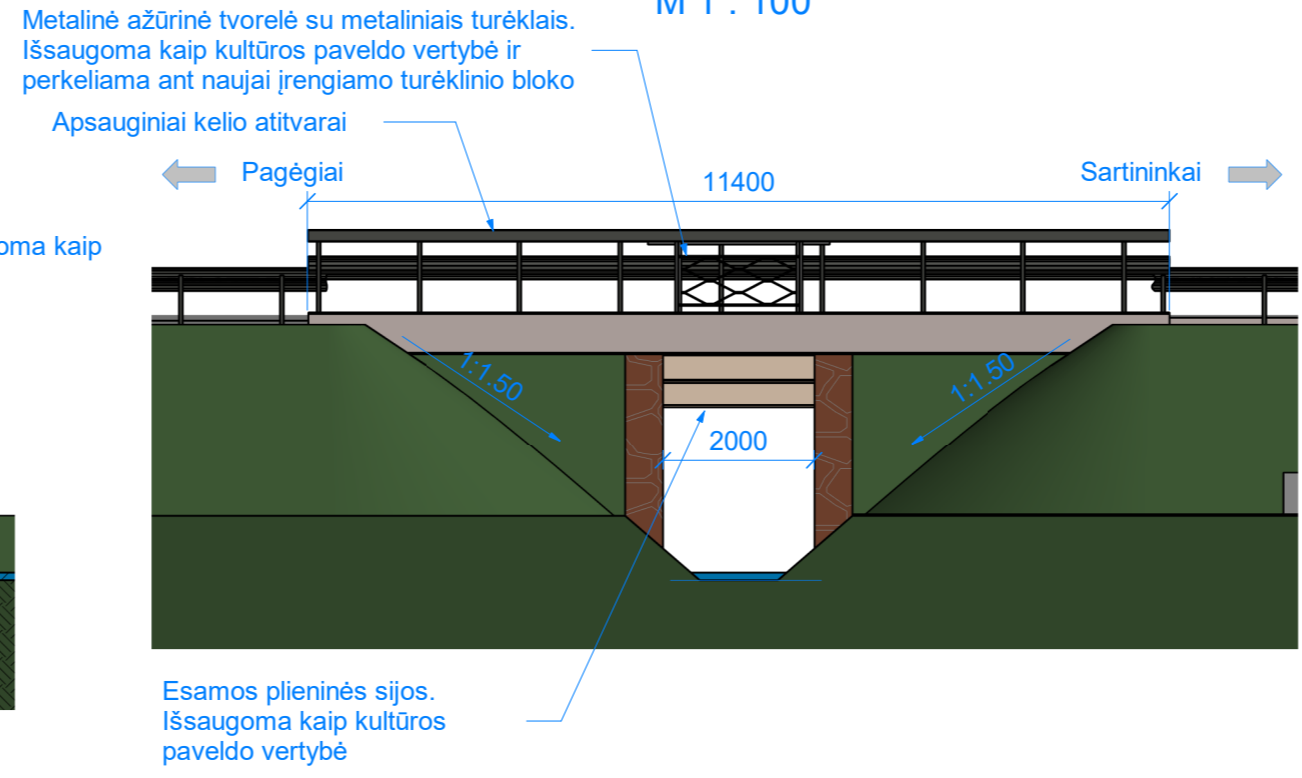 M 1 : 100
Metalinė ažūrinė tvorelė su metaliniais turėklais.
Išsaugoma kaip kultūros paveldo vertybė ir
perkeliama ant naujai įrengiamo turėklinio bloko
Apsauginiai kelio atitvarai
Pagėgiai
11400
Sartininkai
oma kaip
1:1.50
1:1.50
2000
Esamos plieninės sijos.
Išsaugoma kaip kultūros
paveldo vertybė